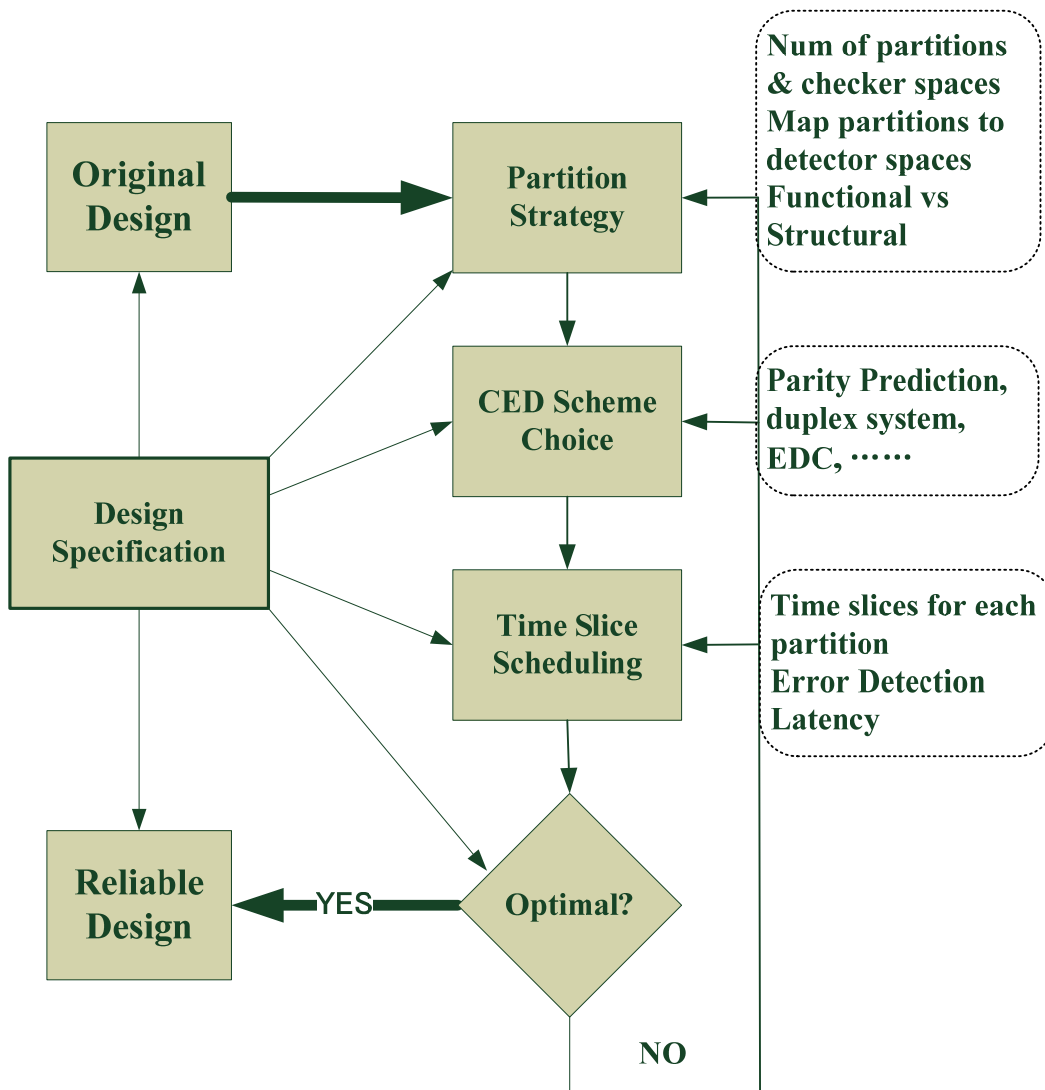 Num of partitions
& checker spaces
Map partitions to
detector spaces
Functional vs
Structural
Original
Design
Partition
Strategy
Parity Prediction,
duplex system,
EDC, ……
CED Scheme
Choice
Design
Specification
Time slices for each
partition
Error Detection
Latency
Time Slice
Scheduling
Reliable
Design
YES
Optimal?
NO